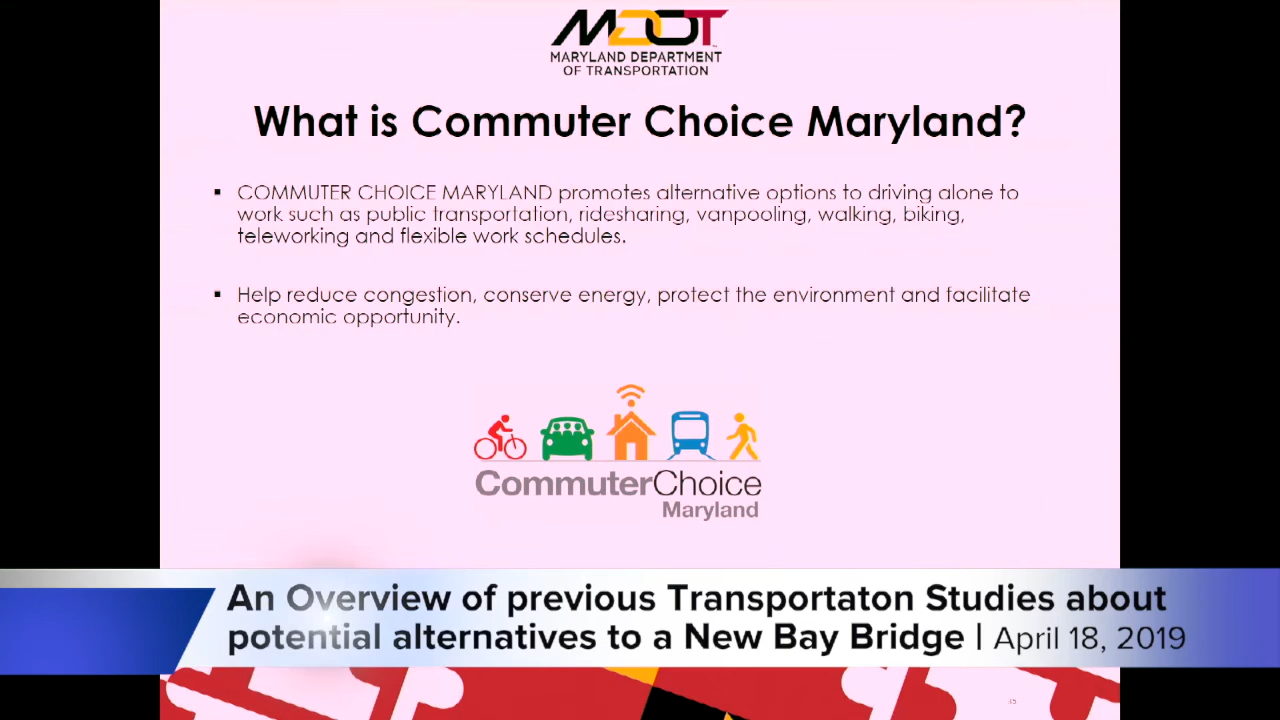 MDOT
MARYLAND DEPARTMENT
OF TRANSPORTATION
What is Commuter Choice Maryland?
▪ COMMUTER CHOICE MARYLAND promotes alternative options to driving alone to
work such as public transportation, ridesharing, vanpooling, walking, biking,
teleworking and flexible work schedules.
▪ Help reduce congestion, conserve energy, protect the environment and facilitate
economic opportunity.
CommuterChoice
Maryland
An Overview of previous Transportaton Studies about
potential alternatives to a New Bay Bridge | April 18, 2019